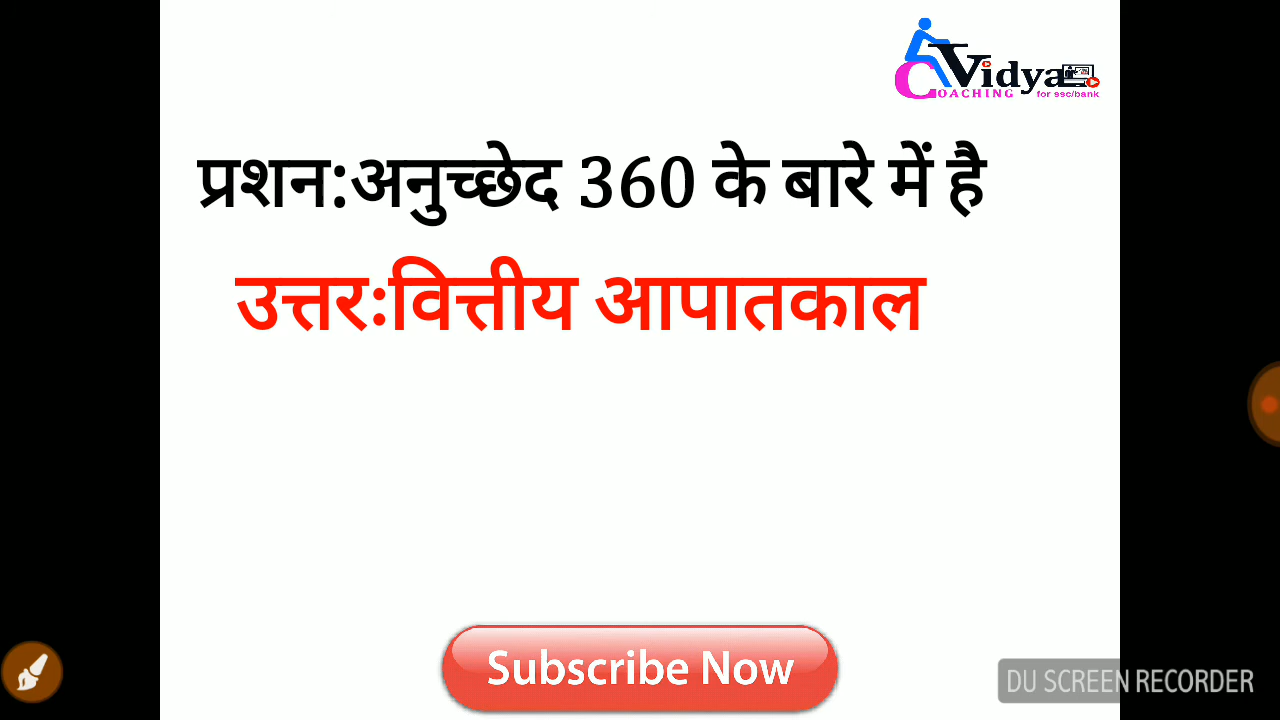 Vidya
COACHING for ssc/bank
प्रशन:अनुच्छेद 360 के बारे में है
उत्तर:वित्तीय आपातकाल
Subscribe Now
DU SCREEN RECORDER